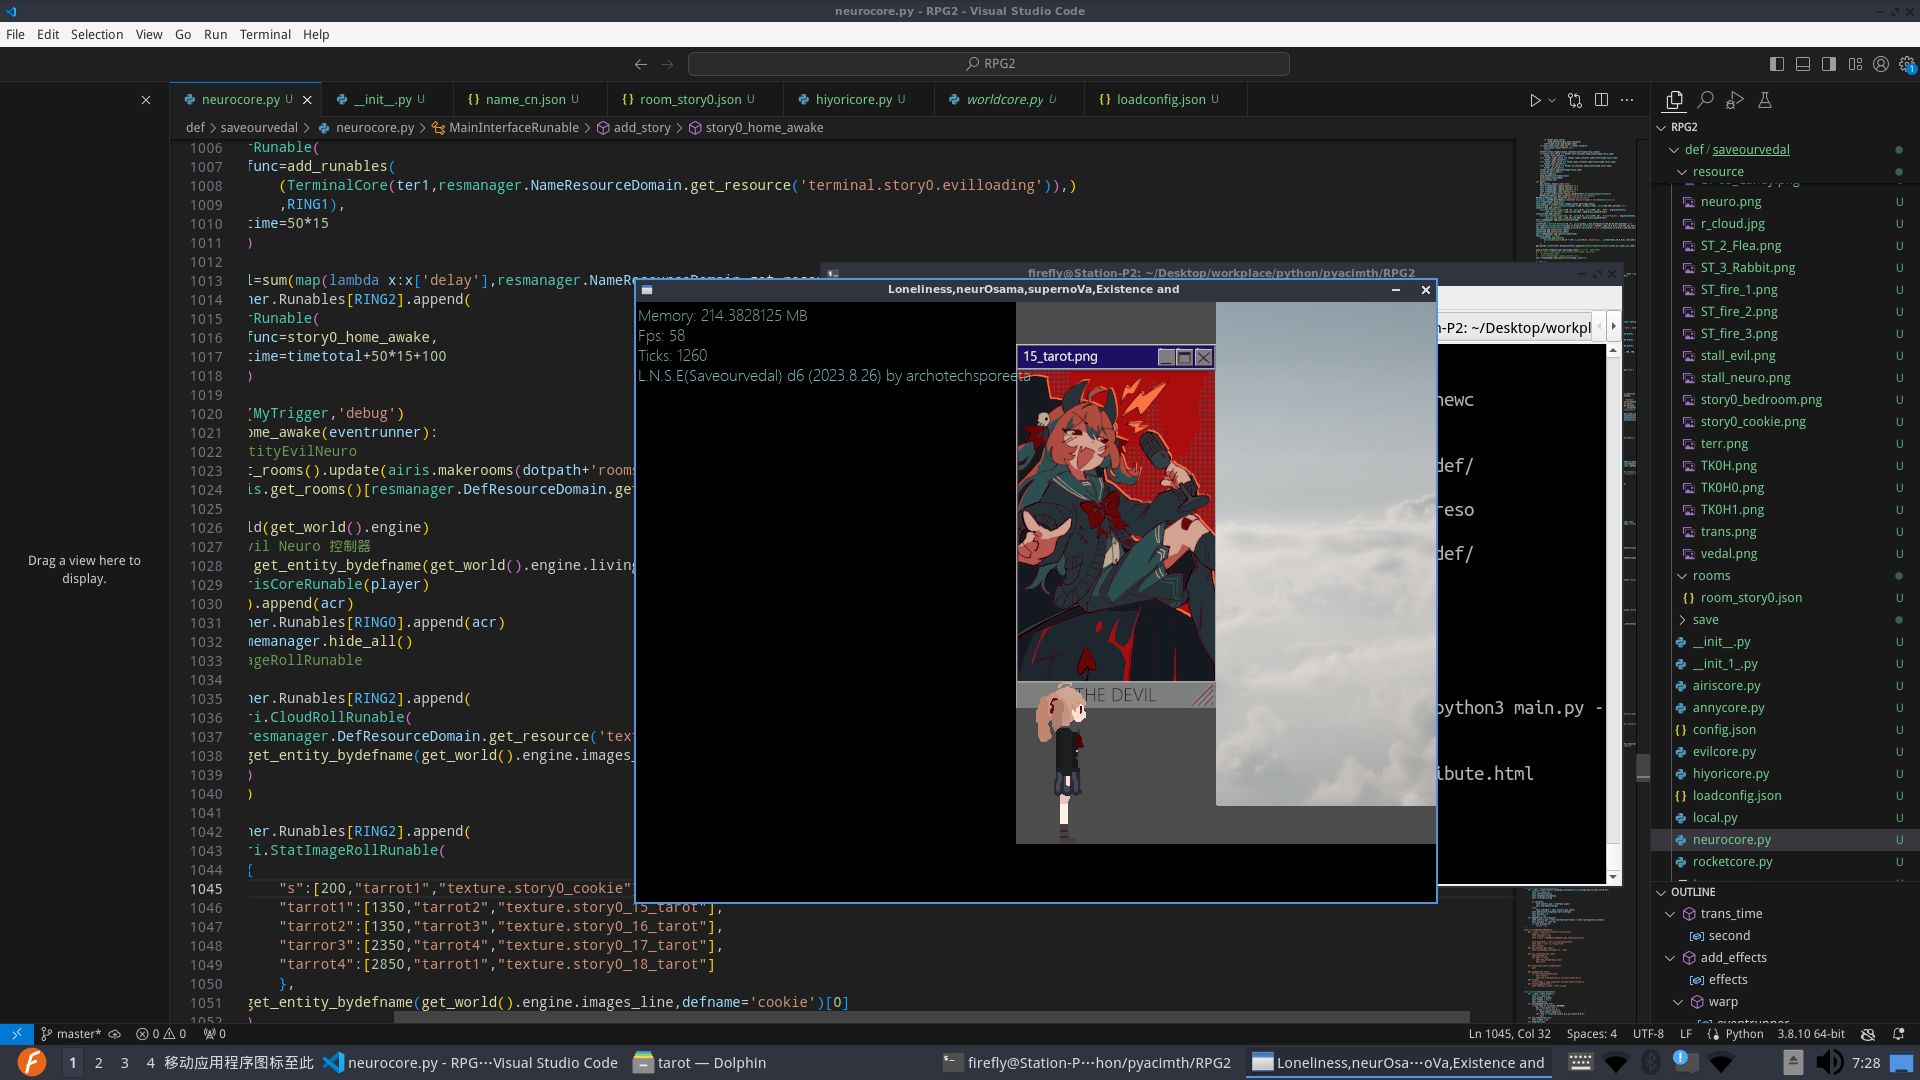 neurocore.py - RPG2 - Visual Studio Code
File Edit Selection View Go Run Terminal Help
RPG2
neurocore.py U
__init__.py U
name_cn.json U
room_story0.json U
hiyoricore.py U
worldcore.py U
loadconfig.json U
def > saveourvedal > neurocore.py > MainInterfaceRunable > add_story > story0_home_awake
Drag a view here to
display.
1006 rRunable(
1007 func=add_runables(
1008 (TerminalCore(ter1,resmanager.NameResourceDomain.get_resource('terminal.story0.evilloading')),)
1009 ,RING1),
1010 time=50*15
1011 )
1012
1013 l=sum(map(lambda x:x['delay'],resmanager.NameResourceDomain.get_resou
1014 ner.Runables[RING2].append(
1015 rRunable(
1016 func=story0_home_awake,
1017 time=timetotal+50*15+100
1018 )
1019
1020 (MyTrigger,'debug')
1021 ome_awake(eventrunner):
1022 tityEvilNeuro
1023 t_rooms().update(airis.makerooms(dotpath+'rooms
1024 is.get_rooms()[resmanager.DefResourceDomain.get
1025
1026 ld(get_world().engine)
1027 vil Neuro 控制器
1028 get_entity_bydefname(get_world().engine.living
1029 risCoreRunable(player)
1030 ).append(acr)
1031 ner.Runables[RING0].append(acr)
1032 memanager.hide_all()
1033 ageRollRunable
1034
1035 ner.Runables[RING2].append(
1036 ri.CloudRollRunable(
1037 resmanager.DefResourceDomain.get_resource('tex
1038 get_entity_bydefname(get_world().engine.images_
1039 )
1040 )
1041
1042 ner.Runables[RING2].append(
1043 ri.StatImageRollRunable(
1044 {
1045 "s":[200,"tarrot1","texture.story0_cookie"
1046 "tarrot1":[1350,"tarrot2","texture.story0_15_tarot"],
1047 "tarrot2":[1350,"tarrot3","texture.story0_16_tarot"],
1048 "tarror3":[2350,"tarrot4","texture.story0_17_tarot"],
1049 "tarrot4":[2850,"tarrot1","texture.story0_18_tarot"]
1050 },
1051 get_entity_bydefname(get_world().engine.images_line,defname='cookie')[0]
1052 )
firefly@Station-P2: ~/Desktop/workplace/python/pyacimth/RPG2
n-P2: ~/Desktop/workpl
newc
def/
reso
def/
python3 main.py -
ibute.html
Loneliness,neurOsama,supernoVa,Existence and
Memory: 214.3828125 MB
Fps: 58
Ticks: 1260
L.N.S.E(Saveourvedal) d6 (2023.8.26) by archotechsporeeta
15_tarot.png
THE DEVIL
RPG2
def / saveourvedal
resource
neuro.png U
r_cloud.jpg U
ST_2_Flea.png U
ST_3_Rabbit.png U
ST_fire_1.png U
ST_fire_2.png U
ST_fire_3.png U
stall_evil.png U
stall_neuro.png U
story0_bedroom.png U
story0_cookie.png U
terr.png U
TK0H.png U
TK0H0.png U
TK0H1.png U
trans.png U
vedal.png U
rooms
room_story0.json U
save
__init__.py U
__init_1_.py U
airiscore.py U
annycore.py U
config.json U
evilcore.py U
hiyoricore.py U
loadconfig.json U
local.py U
neurocore.py U
rocketcore.py U
OUTLINE
trans_time
second
add_effects
effects
warp
eventrunner
master* 0 0 0
Ln 1045, Col 32 Spaces: 4 UTF-8 LF Python 3.8.10 64-bit
1 2 3 4 移动应用程序图标至此 neurocore.py - RPG⋯Visual Studio Code tarot — Dolphin firefly@Station-P⋯hon/pyacimth/RPG2 Loneliness,neurOsa⋯oVa,Existence and 7:28